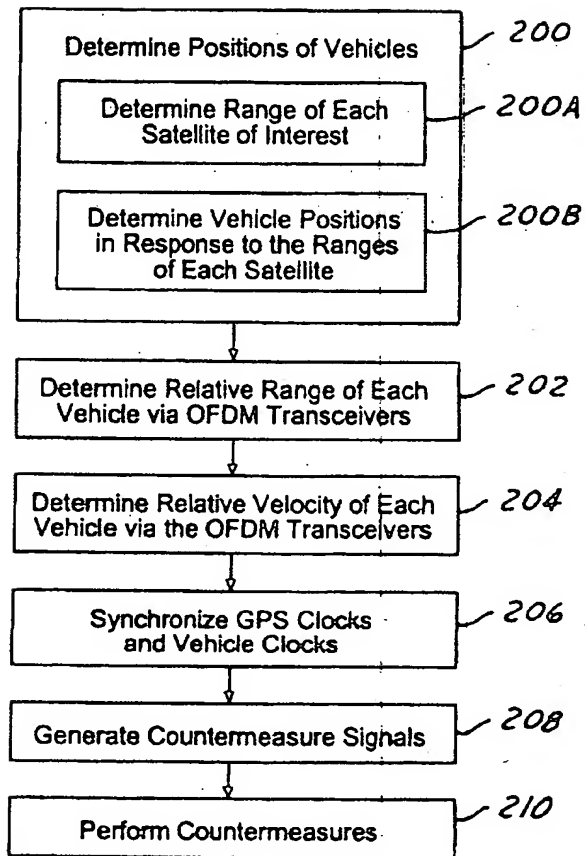 Determine Positions of Vehicles
200
Determine Range of Each
Satellite of Interest
200A
Determine Vehicle Positions
in Response to the Ranges
of Each Satellite
200B
Determine Relative Range of Each
Vehicle via OFDM Transceivers
202
Determine Relative Velocity of Each
Vehicle via the OFDM Transceivers
204
Synchronize GPS Clocks
and Vehicle Clocks
206
Generate Countermeasure Signals
208
Perform Countermeasures
210